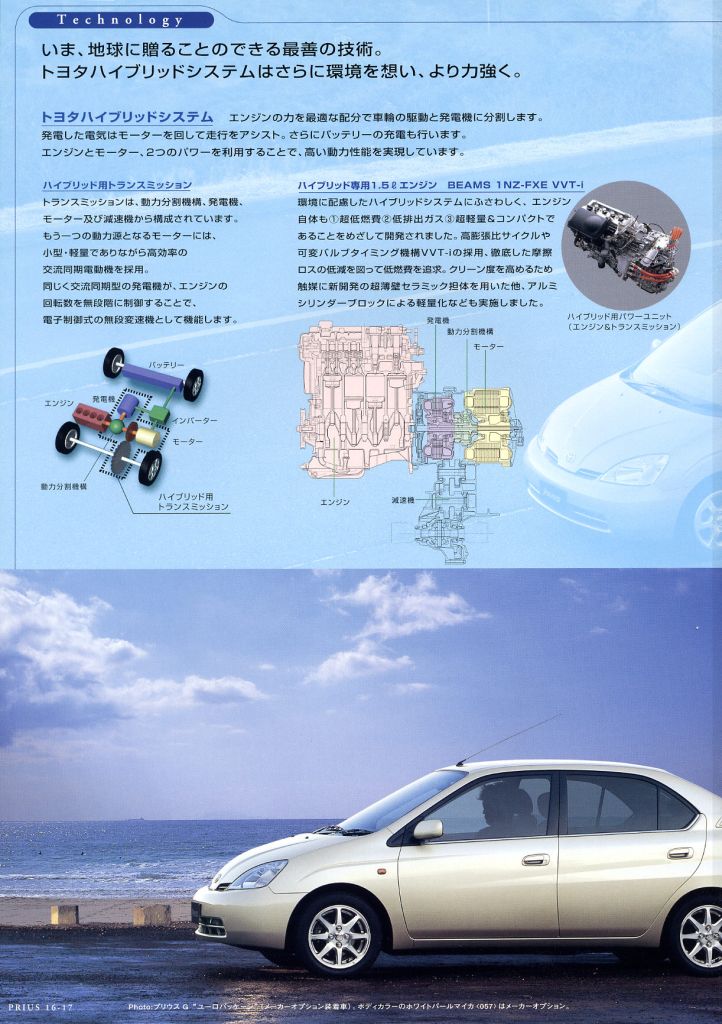 Technology
いま、地球に贈ることのできる最善の技術。
トヨタハイブリッドシステムはさらに環境を想い、より力強く。
トヨタハイブリッドシステム エンジンの力を最適な配分で車輪の駆動と発電機に分割します。
発電した電気はモーターを回して走行をアシスト。さらにバッテリーの充電も行います。
エンジンとモーター、2つのパワーを利用することで、高い動力性能を実現しています。
ハイブリッド用トランスミッション
トランスミッションは、動力分割機構、発電機、
モーター及び減速機から構成されています。
もう一つの動力源となるモーターには、
小型・軽量でありながら高効率の
交流同期電動機を採用。
同じく交流同期型の発電機が、エンジンの
回転数を無段階に制御することで、
電子制御式の無段変速機として機能します。
ハイブリッド専用1.5ℓエンジン BEAMS 1NZ-FXE VVT-i
環境に配慮したハイブリッドシステムにふさわしく、エンジン
自体も①超低燃費②低排出ガス③超軽量&コンパクトで
あることをめざして開発されました。高膨張比サイクルや
可変バルブタイミング機構VVT-iの採用、徹底した摩擦
ロスの低減を図って低燃費を追求。クリーン度を高めるため
触媒に新開発の超薄壁セラミック担体を用いた他、アルミ
シリンダーブロックによる軽量化なども実施しました。
ハイブリッド用パワーユニット
(エンジン&トランスミッション)
発電機
動力分割機構
モーター
エンジン
減速機
バッテリー
エンジン
発電機
インバーター
モーター
動力分割機構
ハイブリッド用
トランスミッション
PRIUS 16-17
Photo:プリウス G "ユーロパッケージ"(メーカーオプション装着車)。ボディカラーのホワイトパールマイカ〈057〉はメーカーオプション。